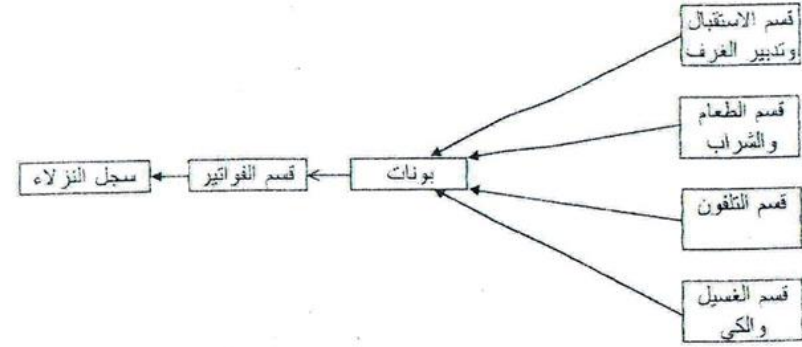 قسم الاستقبال
وتدبير الغرف
قسم الطعام
والشراب
بونات
قسم الفواتير
سجل النزلاء
قسم التلفون
قسم الغسيل
والكي